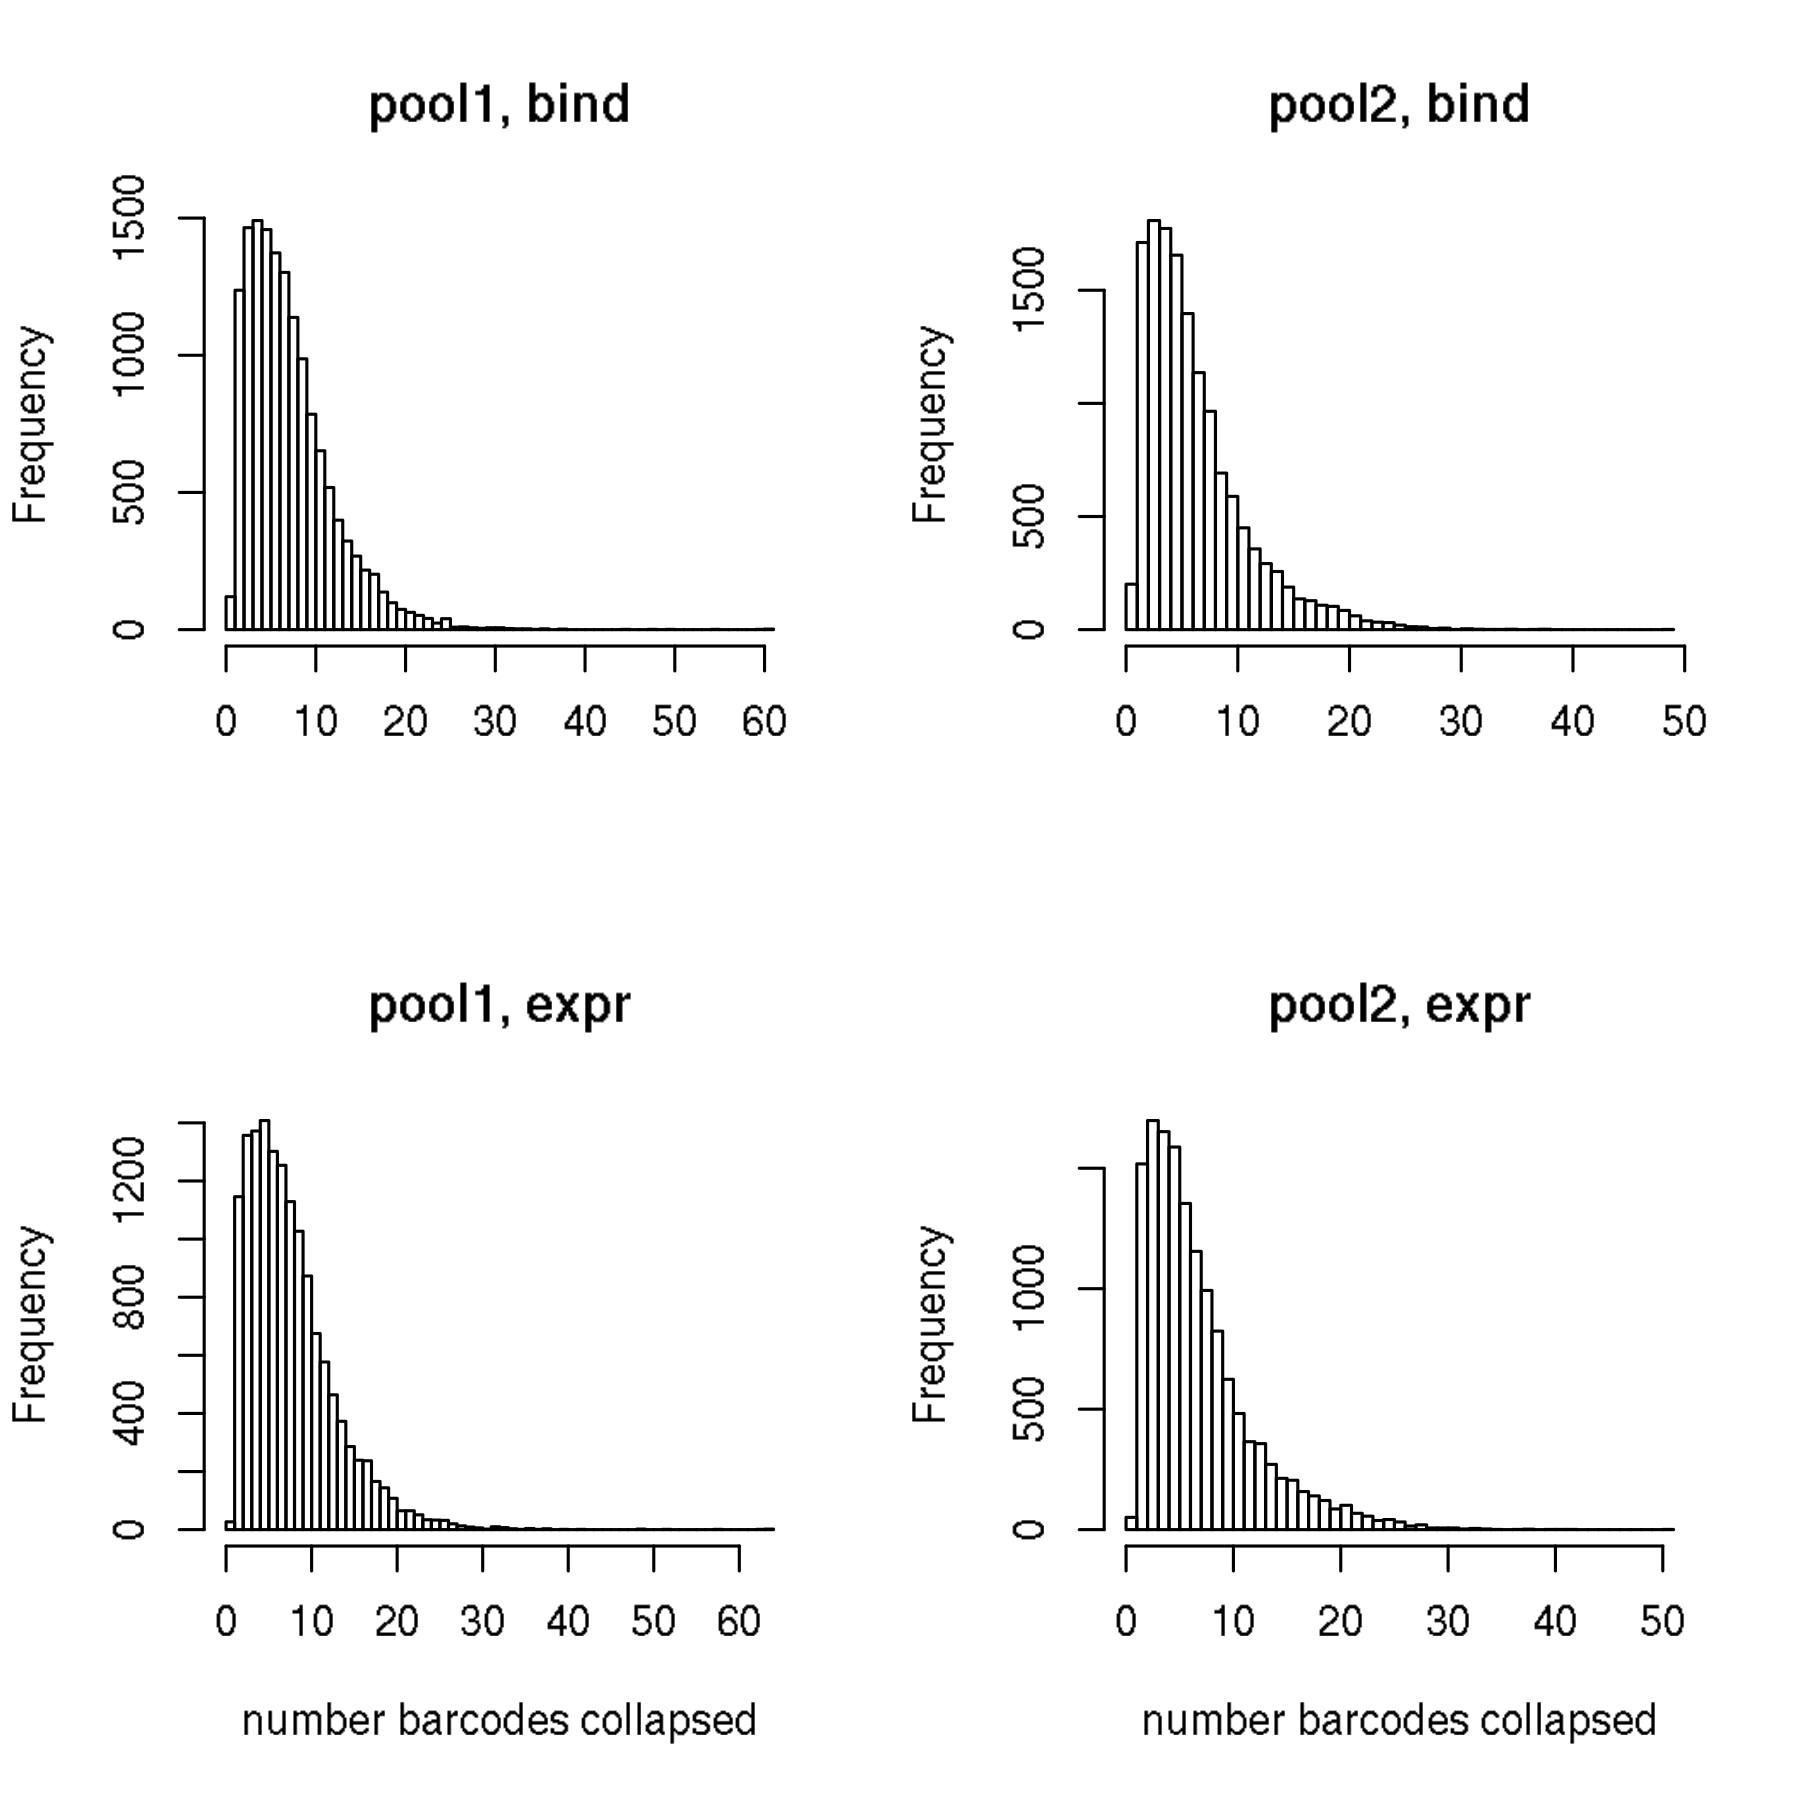 pool1, bind
Frequency
0 500 1000 1500
0 10 20 30 40 50 60
pool2, bind
Frequency
0 500 1500
0 10 20 30 40 50
pool1, expr
Frequency
0 400 800 1200
0 10 20 30 40 50 60
number barcodes collapsed
pool2, expr
Frequency
0 500 1000
0 10 20 30 40 50
number barcodes collapsed